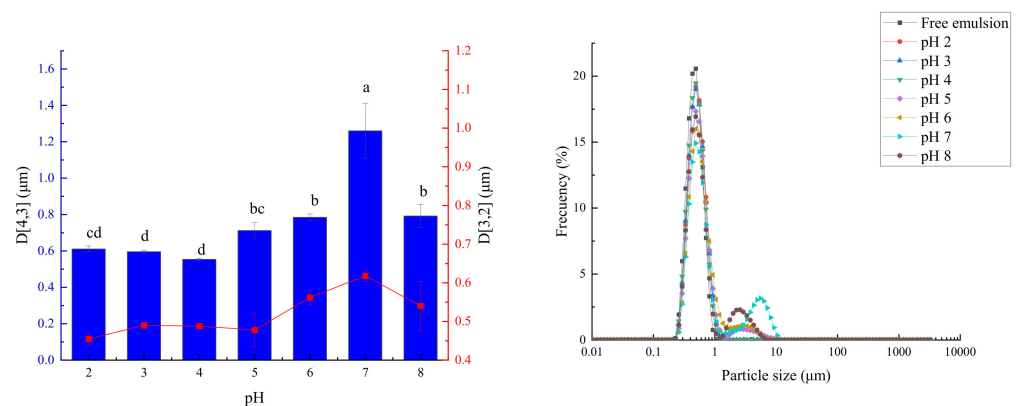 1.6
1.4
1.2
1.0
0.8
0.6
0.4
0.2
0.0
D[4,3] (μm)
cd
d
d
bc
b
a
b
2 3 4 5 6 7 8
pH
1.2
1.1
1.0
0.9
0.8
0.7
0.6
0.5
0.4
D[3,2] (μm)
Free emulsion
pH 2
pH 3
pH 4
pH 5
pH 6
pH 7
pH 8
20
15
10
5
0
Frecuency (%)
0.01 0.1 1 10 100 1000 10000
Particle size (μm)